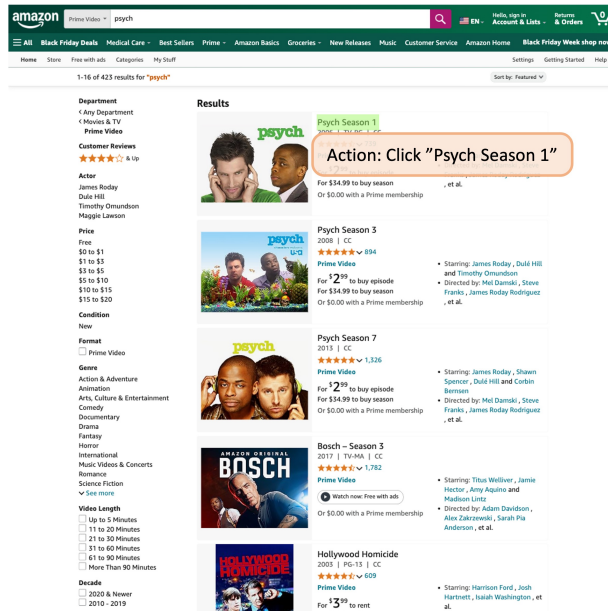 amazon Prime Video psych EN Hello, sign in Account & Lists Returns & Orders 0
All Black Friday Deals Medical Care Best Sellers Prime Amazon Basics Groceries New Releases Music Customer Service Amazon Home Black Friday Week shop now
Home Store Free with ads Categories My Stuff Settings Getting Started Help
1-16 of 423 results for "psych" Sort by: Featured
Department
< Any Department
< Movies & TV
Prime Video
Customer Reviews
& Up
Actor
James Roday
Dule Hill
Timothy Omundson
Maggie Lawson
Price
Free
$0 to $1
$1 to $3
$3 to $5
$5 to $10
$10 to $15
$15 to $20
Condition
New
Format
Prime Video
Genre
Action & Adventure
Animation
Arts, Culture & Entertainment
Comedy
Documentary
Drama
Fantasy
Horror
International
Music Videos & Concerts
Romance
Science Fiction
See more
Video Length
Up to 5 Minutes
11 to 20 Minutes
21 to 30 Minutes
31 to 60 Minutes
61 to 90 Minutes
More Than 90 Minutes
Decade
2020 & Newer
2010 - 2019
Results
psych
Psych Season 1
Action: Click "Psych Season 1"
For $34.99 to buy season
Or $0.00 with a Prime membership
, et al.
psych
USA
Psych Season 3
2008 | CC
894
Prime Video
For $2.99 to buy episode
For $34.99 to buy season
Or $0.00 with a Prime membership
• Starring: James Roday , Dulé Hill
and Timothy Omundson
• Directed by: Mel Damski , Steve
Franks , James Roday Rodriguez
, et al.
psych
Psych Season 7
2013 | CC
1,326
Prime Video
For $2.99 to buy episode
For $34.99 to buy season
Or $0.00 with a Prime membership
• Starring: James Roday , Shawn
Spencer , Dulé Hill and Corbin
Bernsen
• Directed by: Mel Damski , Steve
Franks , James Roday Rodriguez
, et al.
AMAZON ORIGINAL
BOSCH
Bosch – Season 3
2017 | TV-MA | CC
1,782
Prime Video
Watch now: Free with ads
Or $0.00 with a Prime membership
• Starring: Titus Welliver , Jamie
Hector , Amy Aquino and
Madison Lintz
• Directed by: Adam Davidson ,
Alex Zakrzewski , Sarah Pia
Anderson , et al.
HOLLYWOOD
HOMICIDE
Hollywood Homicide
2003 | PG-13 | CC
609
Prime Video
For $3.99 to rent
• Starring: Harrison Ford , Josh
Hartnett , Isaiah Washington , et
al.